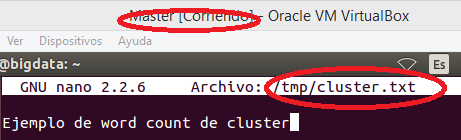 Master [Corriendo] - Oracle VM VirtualBox
Ver Dispositivos Ayuda
@bigdata: ~
Es
GNU nano 2.2.6 Archivo: /tmp/cluster.txt
Ejemplo de word count de cluster